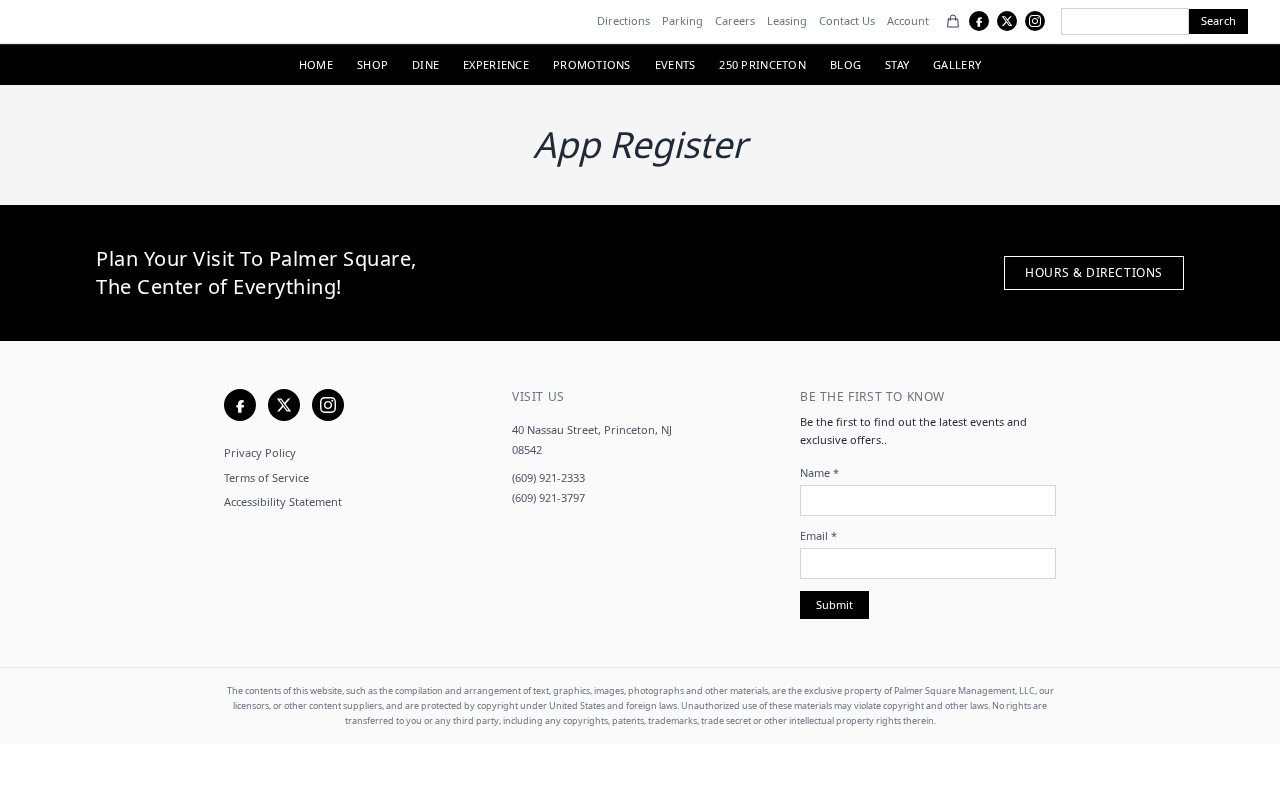 Directions Parking Careers Leasing Contact Us Account Search
HOME SHOP DINE EXPERIENCE PROMOTIONS EVENTS 250 PRINCETON BLOG STAY GALLERY
App Register
Plan Your Visit To Palmer Square,
The Center of Everything!
HOURS & DIRECTIONS
Privacy Policy
Terms of Service
Accessibility Statement
VISIT US
40 Nassau Street, Princeton, NJ
08542
(609) 921-2333
(609) 921-3797
BE THE FIRST TO KNOW
Be the first to find out the latest events and
exclusive offers..
Name *
Email *
Submit
The contents of this website, such as the compilation and arrangement of text, graphics, images, photographs and other materials, are the exclusive property of Palmer Square Management, LLC, our
licensors, or other content suppliers, and are protected by copyright under United States and foreign laws. Unauthorized use of these materials may violate copyright and other laws. No rights are
transferred to you or any third party, including any copyrights, patents, trademarks, trade secret or other intellectual property rights therein.